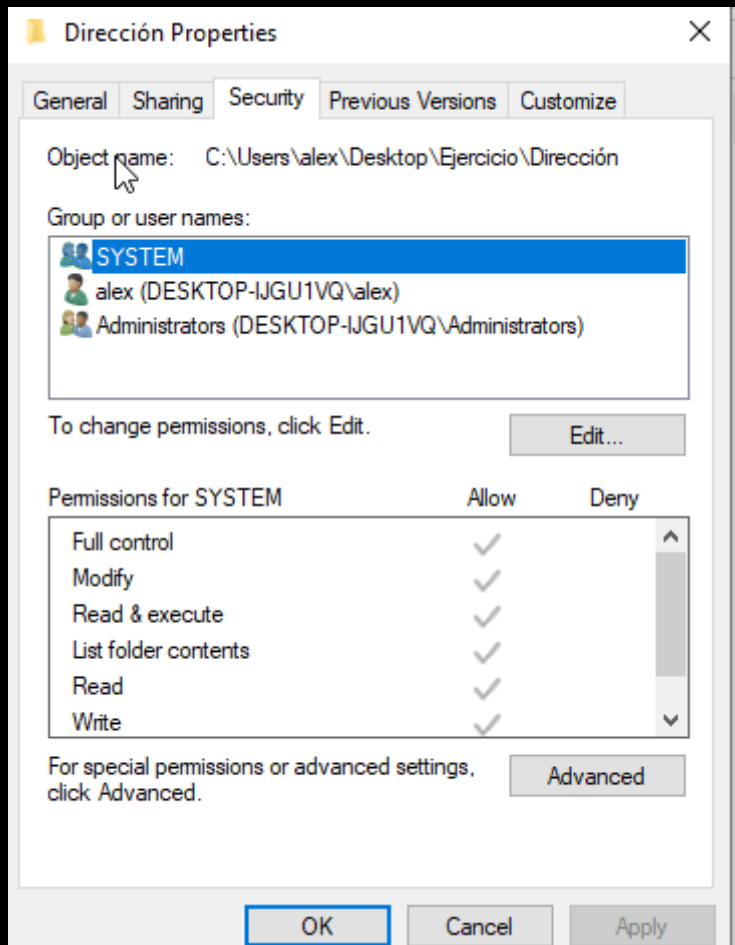 Dirección Properties
General Sharing Security Previous Versions Customize
Object name: C:\Users\alex\Desktop\Ejercicio\Dirección
Group or user names:
SYSTEM
alex (DESKTOP-IJGU1VQ\alex)
Administrators (DESKTOP-IJGU1VQ\Administrators)
To change permissions, click Edit.
Edit...
Permissions for SYSTEM Allow Deny
Full control
Modify
Read & execute
List folder contents
Read
Write
For special permissions or advanced settings,
click Advanced.
Advanced
OK Cancel Apply